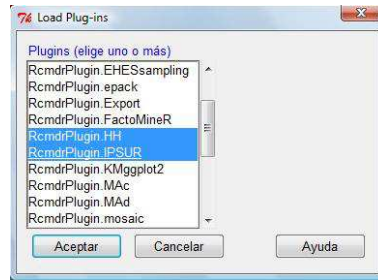 Load Plug-ins
Plugins (elige uno o más)
RcmdrPlugin.EHESsampling
RcmdrPlugin.epack
RcmdrPlugin.Export
RcmdrPlugin.FactoMineR
RcmdrPlugin.HH
RcmdrPlugin.IPSUR
RcmdrPlugin.KMggplot2
RcmdrPlugin.MAc
RcmdrPlugin.MAd
RcmdrPlugin.mosaic
Aceptar Cancelar Ayuda